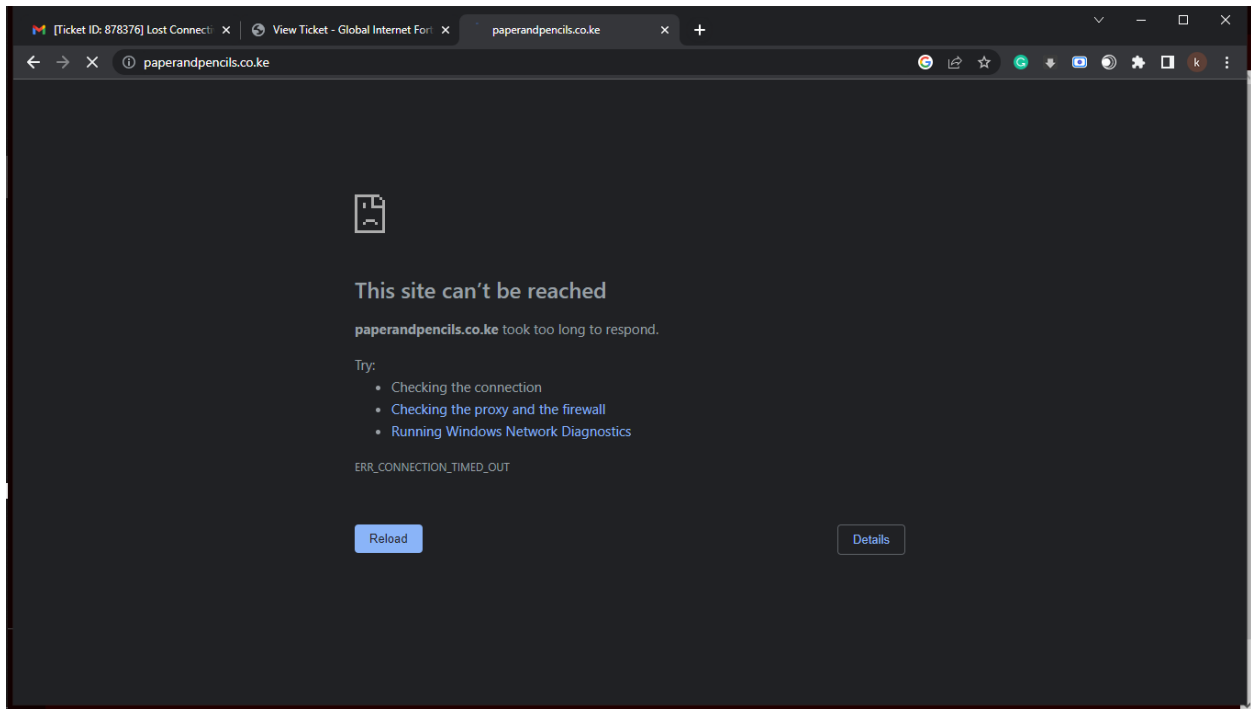 [Ticket ID: 878376] Lost Connecti
View Ticket - Global Internet Fort
paperandpencils.co.ke
paperandpencils.co.ke
k
This site can't be reached
paperandpencils.co.ke took too long to respond.
Try:
• Checking the connection
• Checking the proxy and the firewall
• Running Windows Network Diagnostics
ERR_CONNECTION_TIMED_OUT
Reload
Details